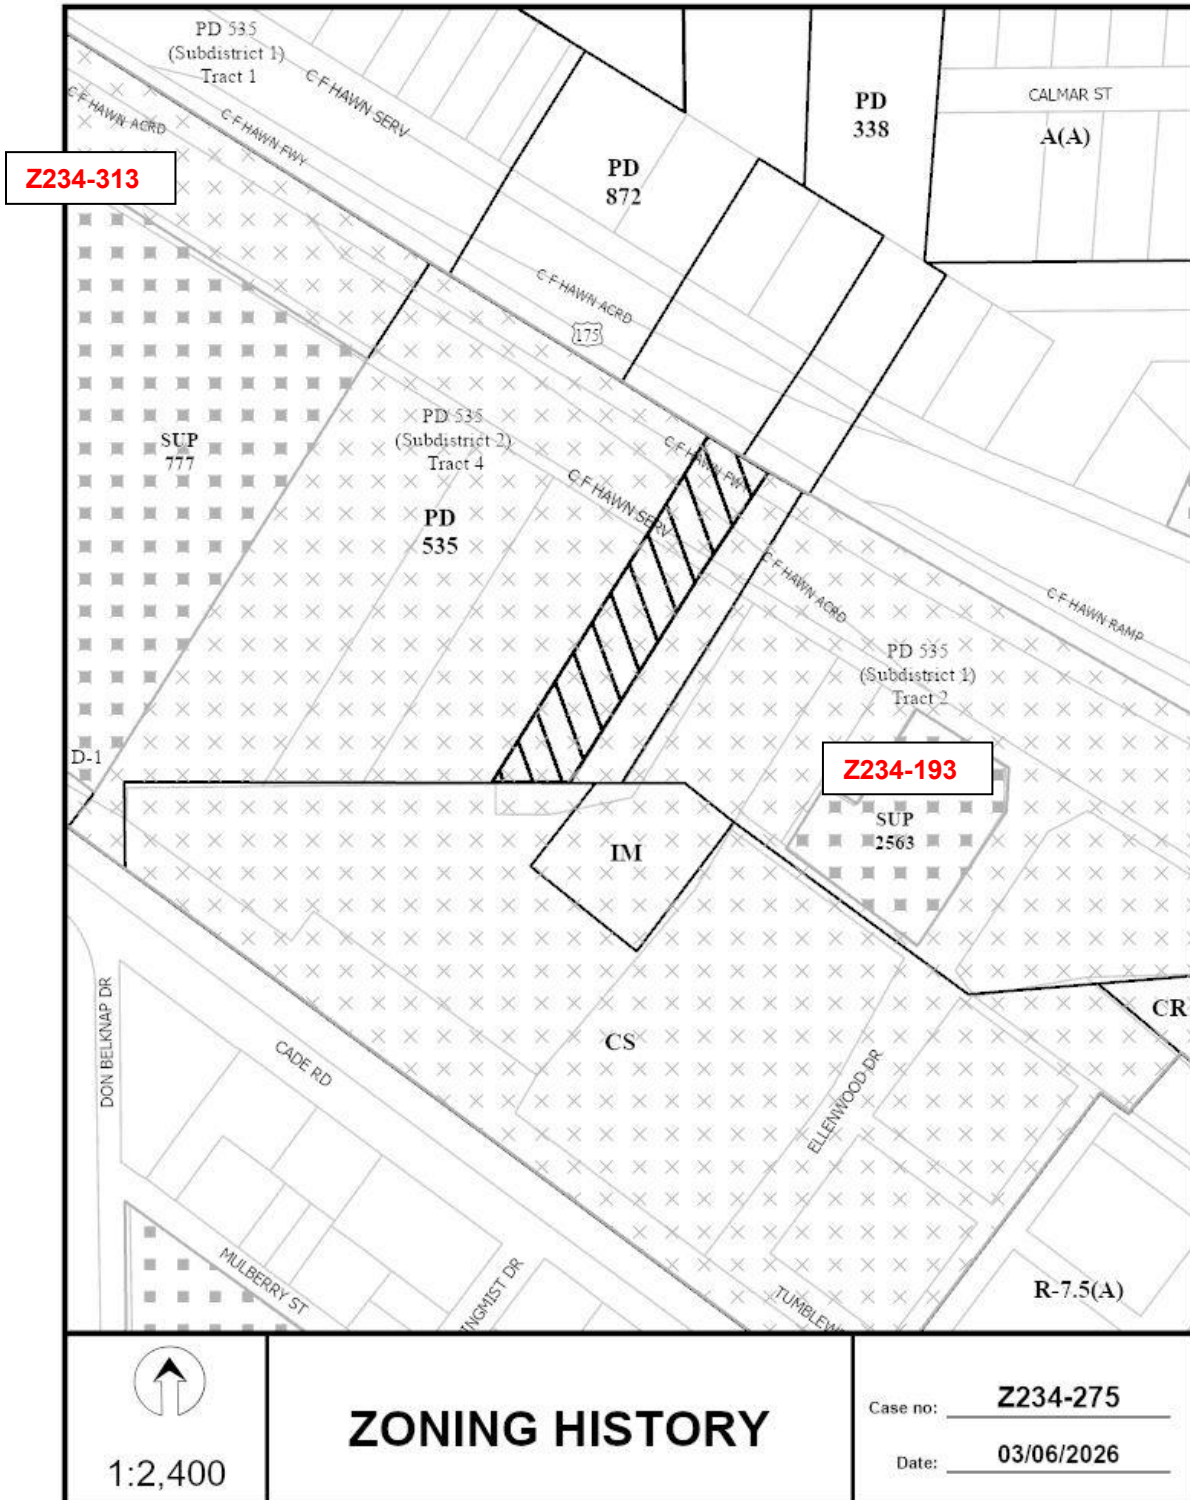 PD 535
(Subdistrict 1)
Tract 1
C F HAWN SERV
C F HAWN ACRD
C F HAWN FWY
Z234-313
PD
872
PD
338
CALMAR ST
A(A)
C F HAWN ACRD
175
SUP
777
PD 535
(Subdistrict 2)
Tract 4
PD
535
C F HAWN FWY
C F HAWN SERV
C F HAWN ACRD
C F HAWN RAMP
PD 535
(Subdistrict 1)
Tract 2
D-1
Z234-193
SUP
2563
IM
CS
CR
DON BELKNAP DR
CADE RD
ELLENWOOD DR
MULBERRY ST
INGMIST DR
TUMBLEW
R-7.5(A)
1:2,400
ZONING HISTORY
Case no: Z234-275
Date: 03/06/2026